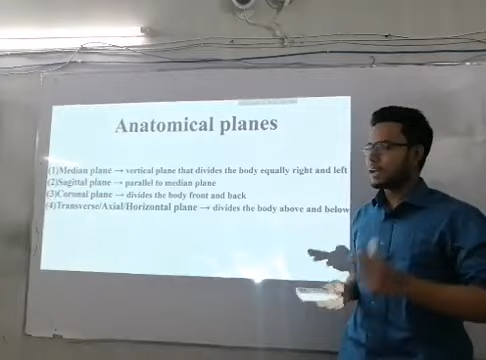 Anatomical planes
(1)Median plane → vertical plane that divides the body equally right and left
(2)Sagittal plane → parallel to median plane
(3)Coronal plane → divides the body front and back
(4)Transverse/Axial/Horizontal plane → divides the body above and below